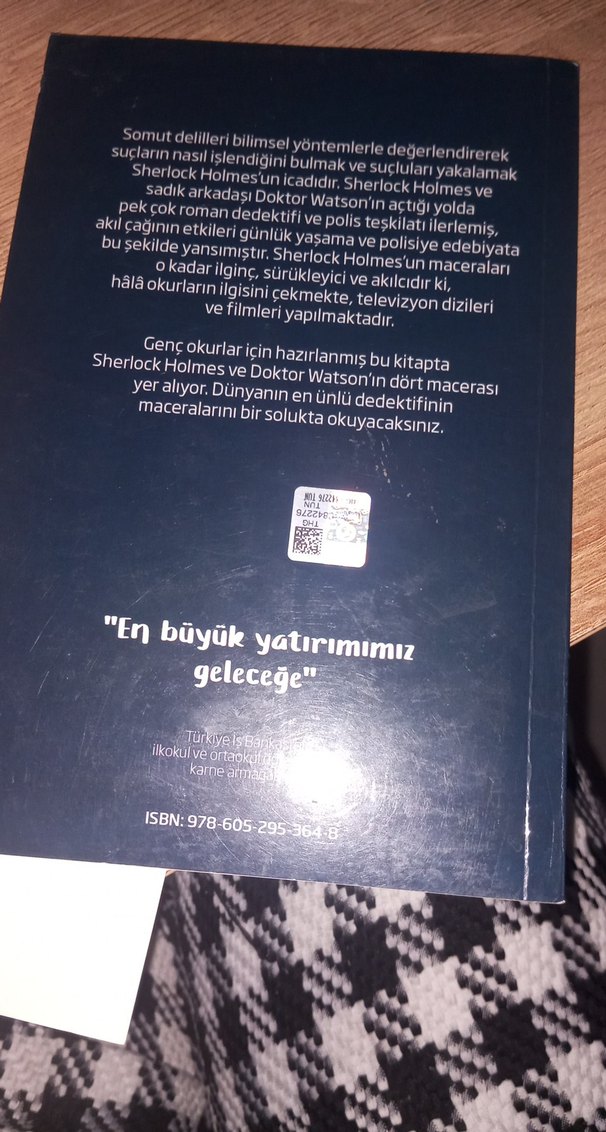 Somut delilleri bilimsel yöntemlerle değerlendirerek
suçların nasıl işlendiğini bulmak ve suçluları yakalamak
Sherlock Holmes'un icadıdır. Sherlock Holmes ve
sadık arkadaşı Doktor Watson'ın açtığı yolda
pek çok roman dedektifi ve polis teşkilatı ilerlemiş,
akıl çağının etkileri günlük yaşama ve polisiye edebiyata
bu şekilde yansımıştır. Sherlock Holmes'un maceraları
o kadar ilginç, sürükleyici ve akılcıdır ki,
hâlâ okurların ilgisini çekmekte, televizyon dizileri
ve filmleri yapılmaktadır.
Genç okurlar için hazırlanmış bu kitapta
Sherlock Holmes ve Doktor Watson'ın dört macerası
yer alıyor. Dünyanın en ünlü dedektifinin
maceralarını bir solukta okuyacaksınız.
842276 TUN
TUN
842276
THG
"En büyük yatırımımız
geleceğe"
Türkiye İş
ilkokul ve ortaokul
karne
ISBN: 978-605-295-364-8